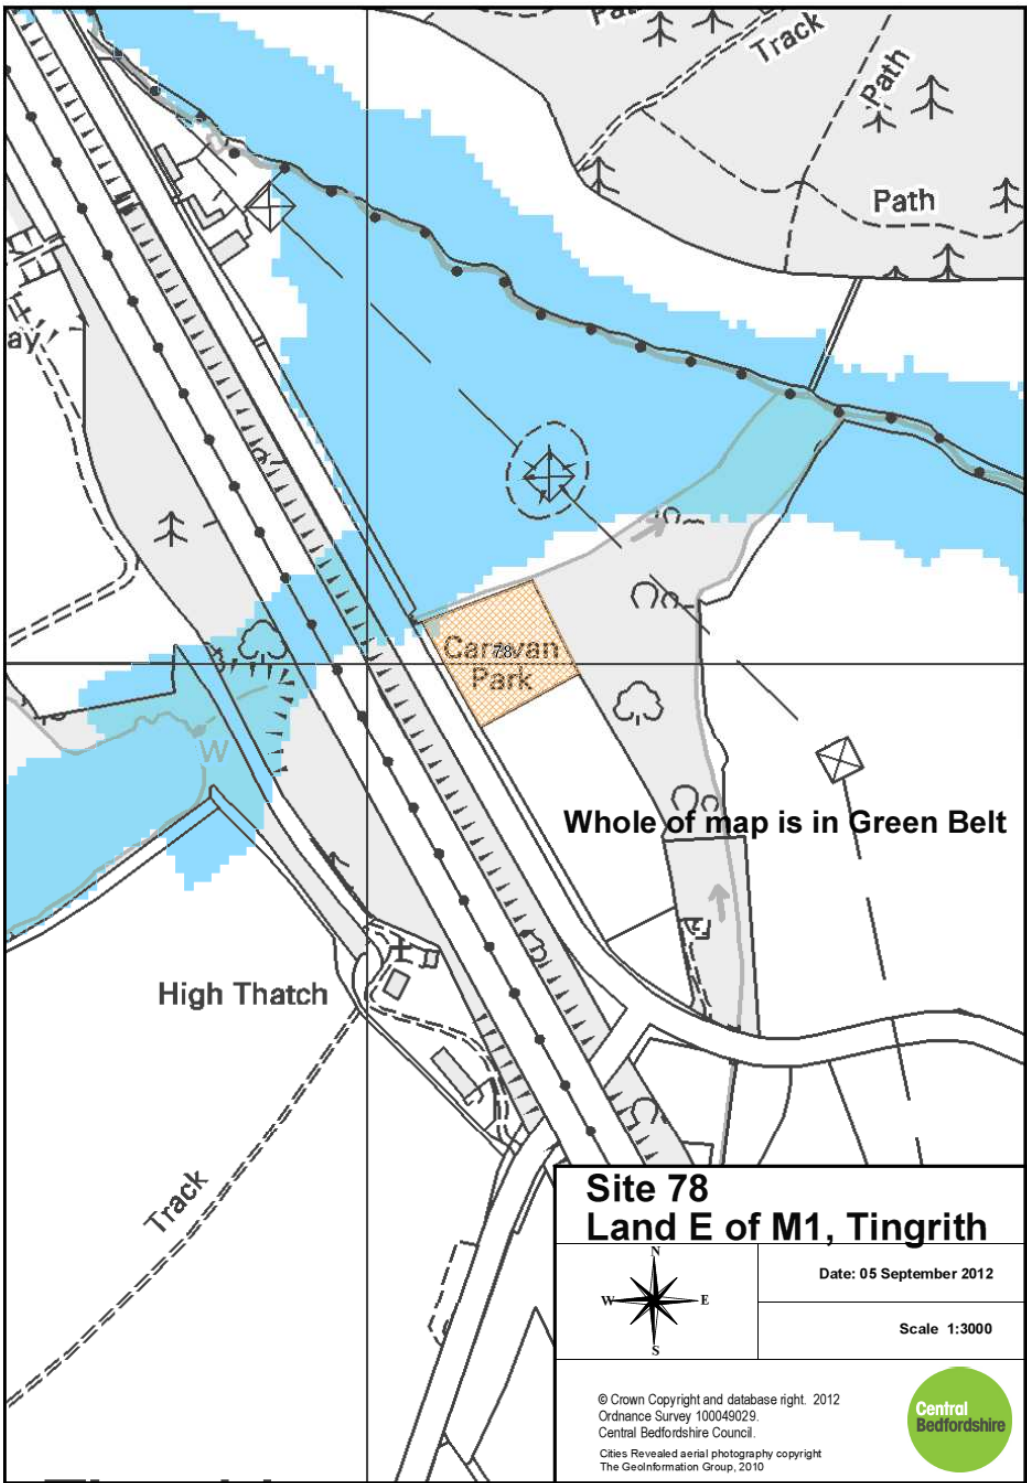 Track
Path
Path
ay
Caravan
78
Park
W
Whole of map is in Green Belt
High Thatch
Track
Site 78
Land E of M1, Tingrith
N
W E
S
Date: 05 September 2012
Scale 1:3000
© Crown Copyright and database right. 2012
Ordnance Survey 100049029.
Central Bedfordshire Council.
Cities Revealed aerial photography copyright
The GeoInformation Group, 2010
Central
Bedfordshire